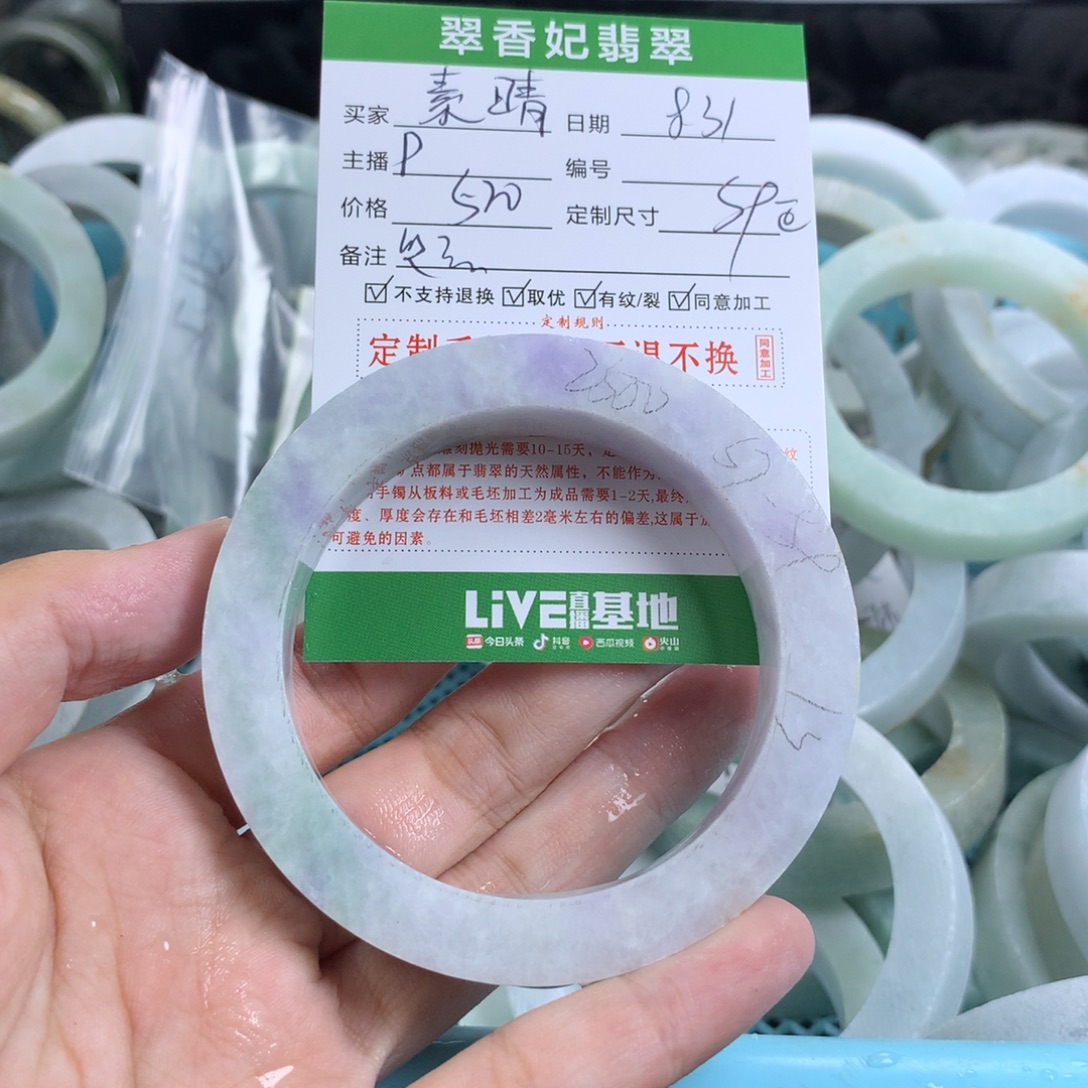 翠香妃翡翠
买家 素晴 日期 831
主播 P 编号
价格 520 定制尺寸
备注
☑不支持退换 ☑取优 ☑有纹/裂 ☑同意加工
定制规则
定制 退不换 同意加工
刻抛光需要10-15天，
点都属于翡翠的天然属性，不能作为
手镯从板料或毛坯加工为成品需要1-2天,最终
度、厚度会存在和毛坯相差2毫米左右的偏差,这属于
可避免的因素。
LiVE直播基地
头条 今日头条 抖音 西瓜视频 火山
2500